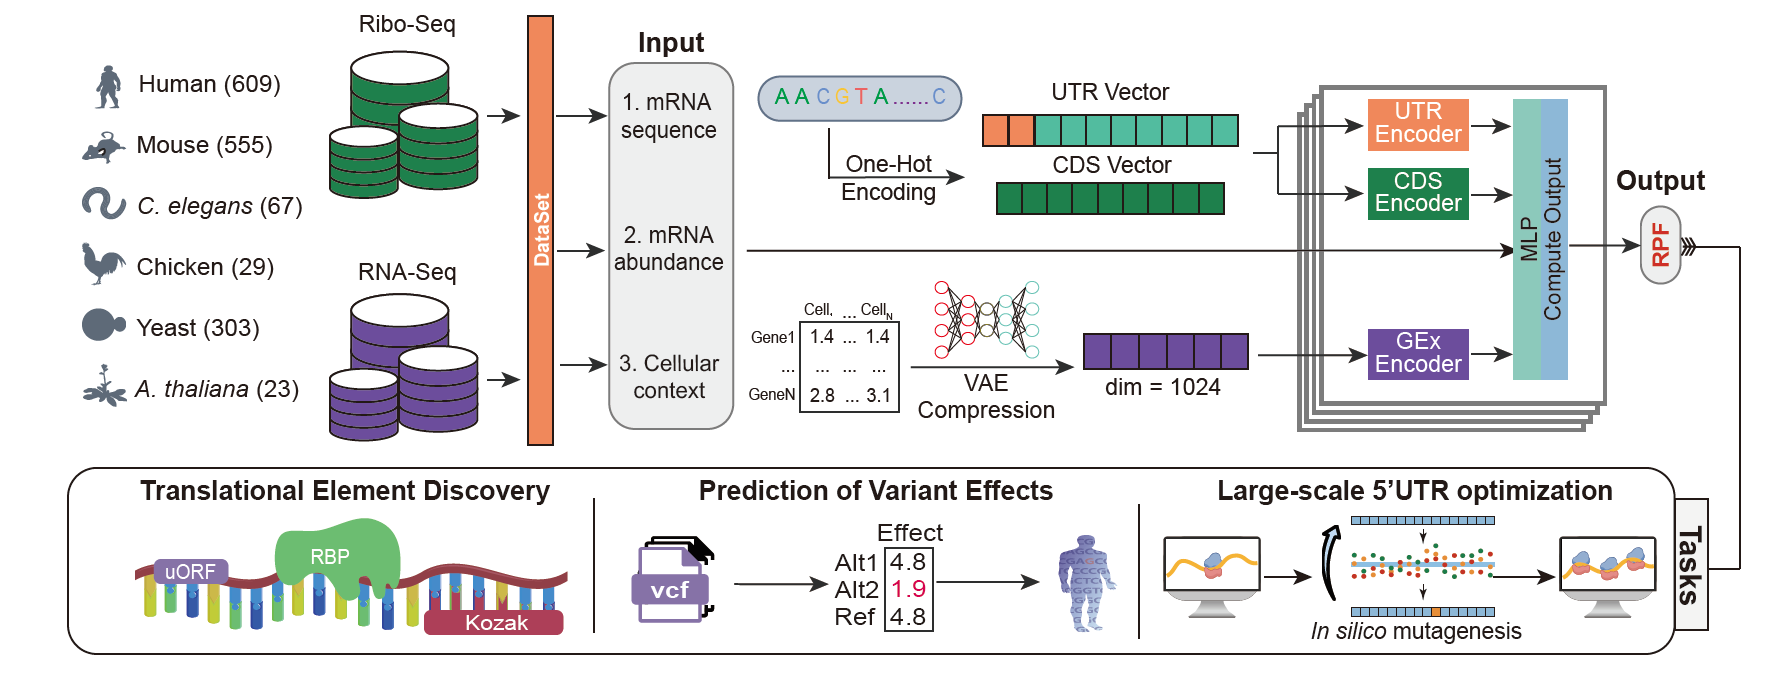 Ribo-Seq
Human (609)
Mouse (555)
C. elegans (67)
Chicken (29)
Yeast (303)
A. thaliana (23)
RNA-Seq
DataSet
Input
1. mRNA
sequence
2. mRNA
abundance
3. Cellular
context
A A C G T A ...... C
One-Hot
Encoding
UTR Vector
CDS Vector
Cell, ... CellN
Gene1 1.4 ... 1.4
... ... ... ...
GeneN 2.8 ... 3.1
VAE
Compression
dim = 1024
UTR
Encoder
CDS
Encoder
GEx
Encoder
MLP
Compute Output
Output
RPF
Translational Element Discovery
uORF
RBP
Kozak
Prediction of Variant Effects
vcf
Effect
Alt1 4.8
Alt2 1.9
Ref 4.8
Large-scale 5’UTR optimization
In silico mutagenesis
Tasks